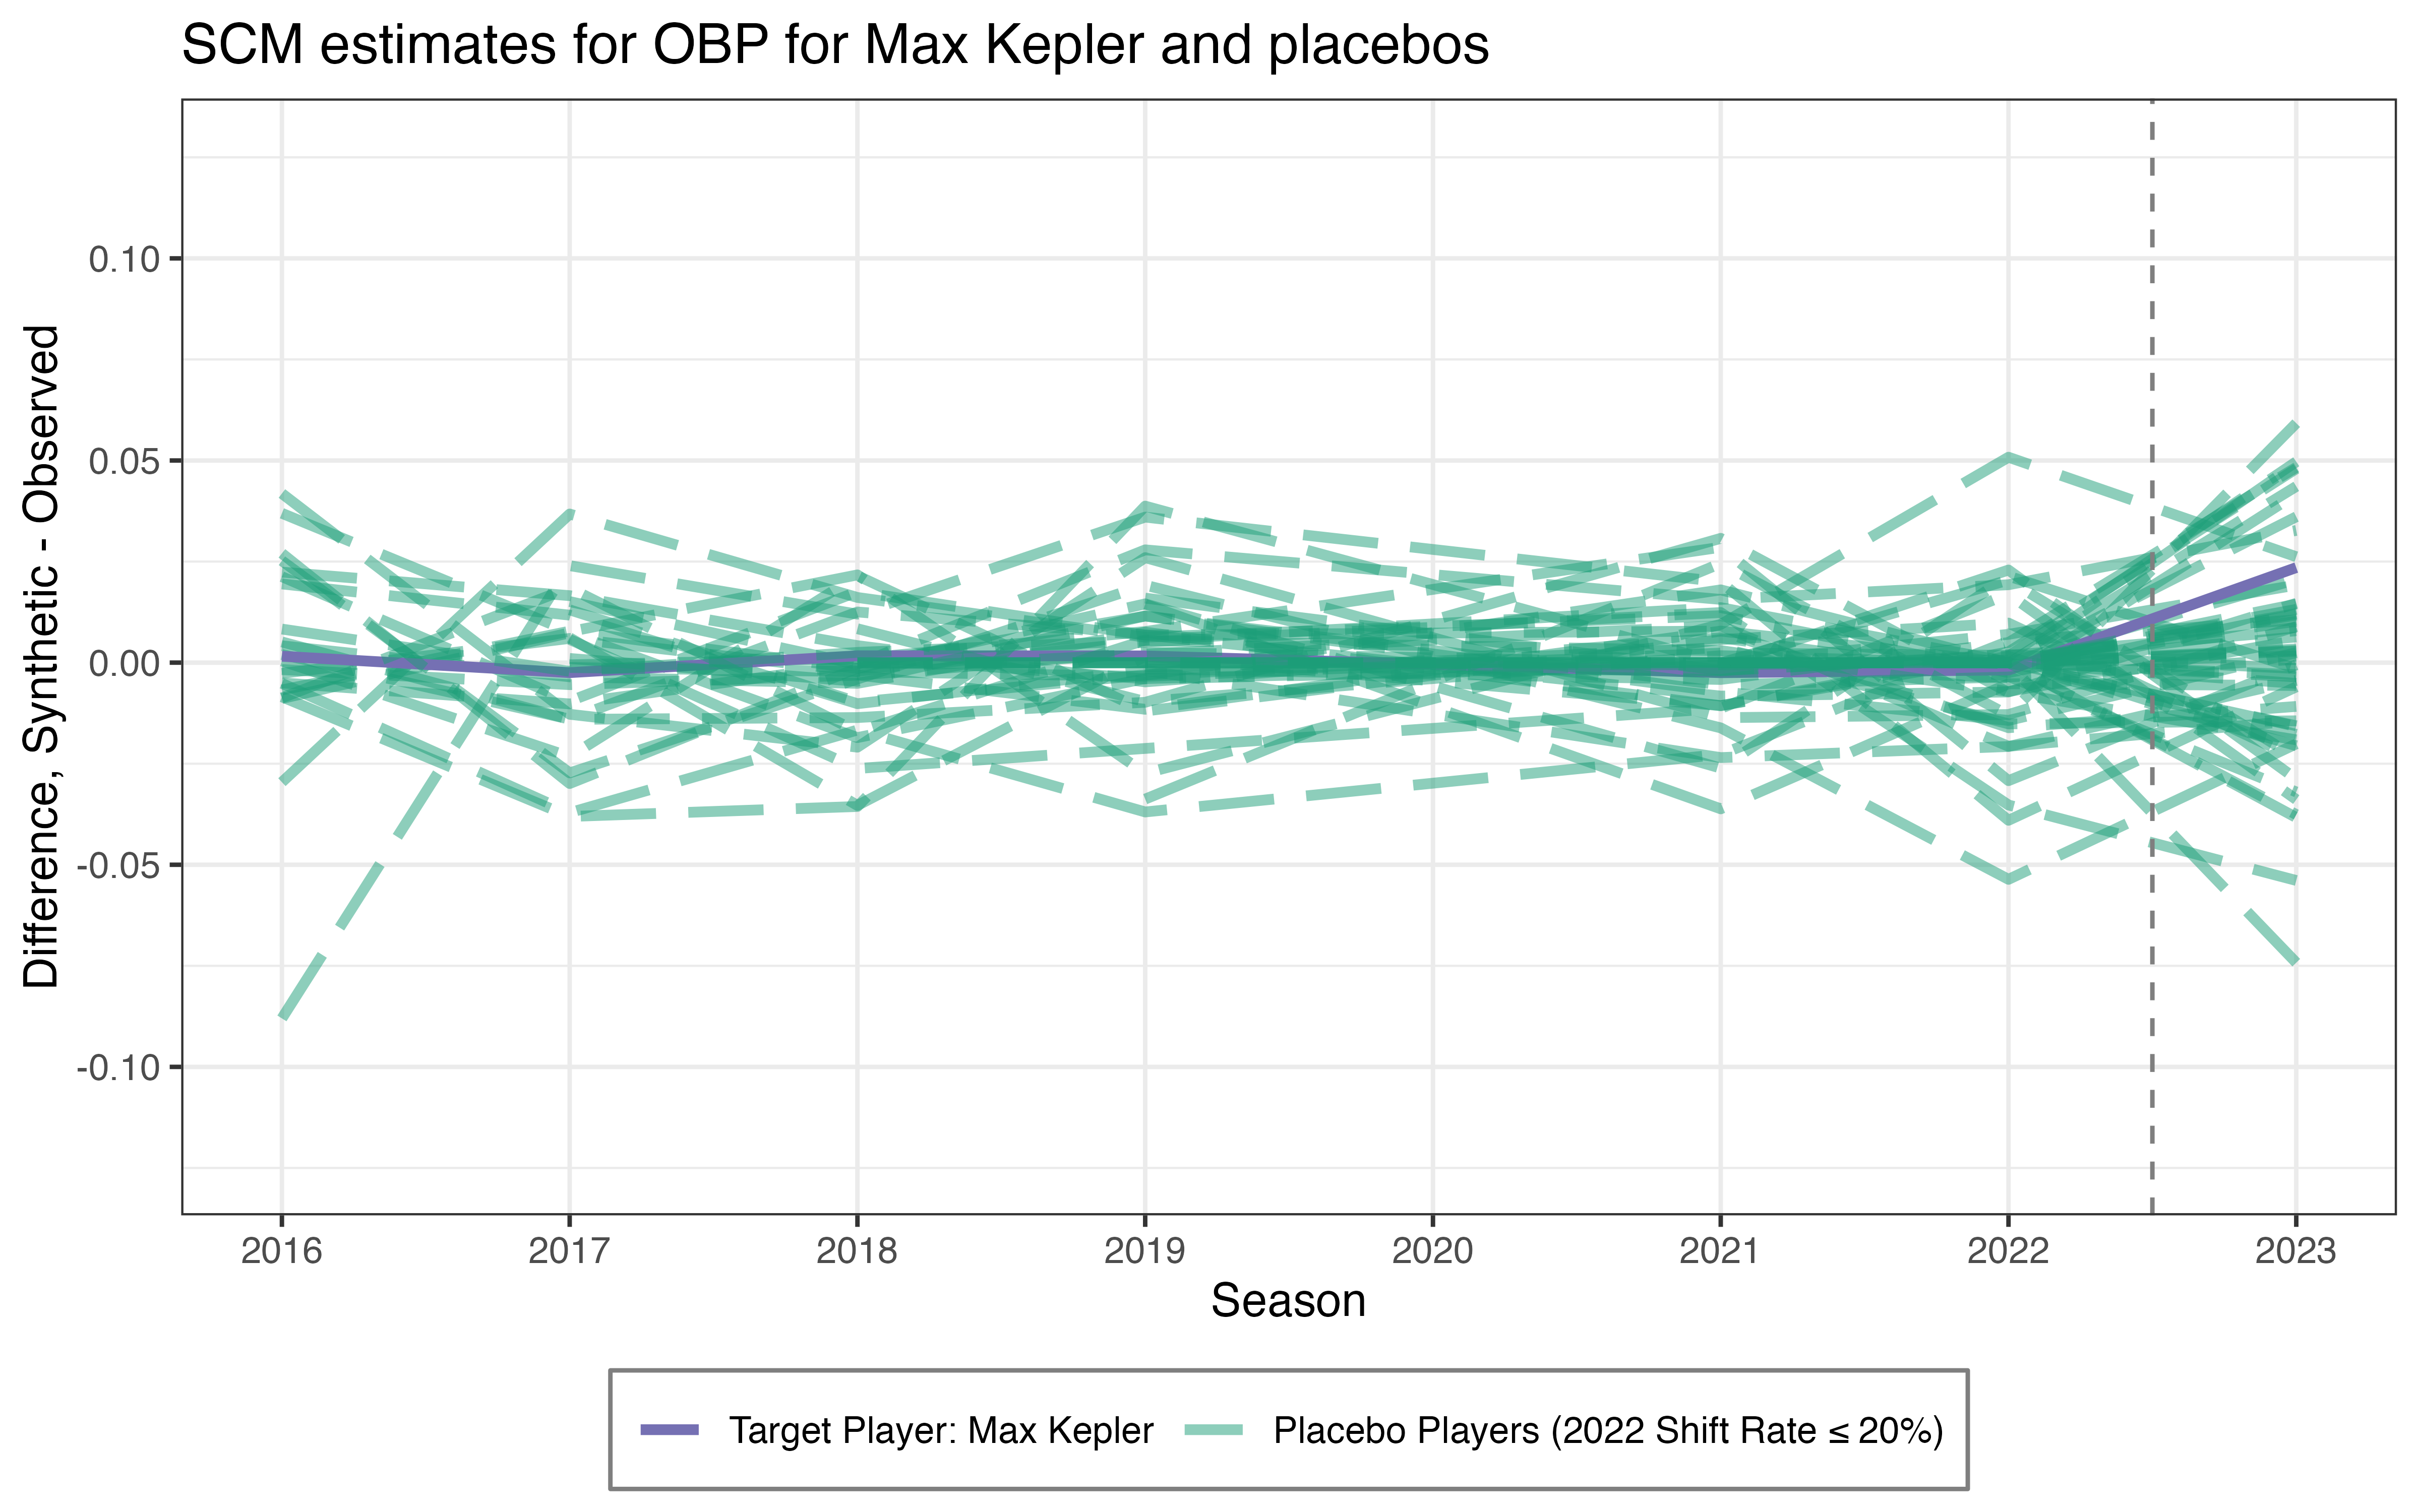 SCM estimates for OBP for Max Kepler and placebos
Difference, Synthetic - Observed
0.10
0.05
0.00
-0.05
-0.10
2016 2017 2018 2019 2020 2021 2022 2023
Season
Target Player: Max Kepler Placebo Players (2022 Shift Rate ≤ 20%)